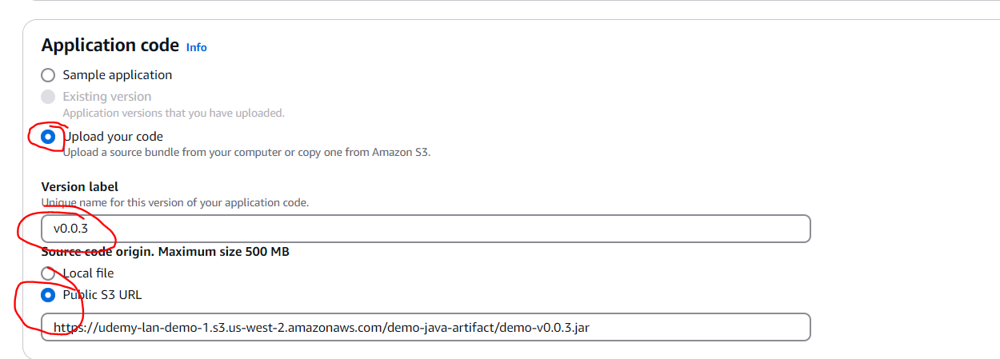 Application code Info
Sample application
Existing version
Application versions that you have uploaded.
Upload your code
Upload a source bundle from your computer or copy one from Amazon S3.
Version label
Unique name for this version of your application code.
v0.0.3
Source code origin. Maximum size 500 MB
Local file
Public S3 URL
https://udemy-lan-demo-1.s3.us-west-2.amazonaws.com/demo-java-artifact/demo-v0.0.3.jar